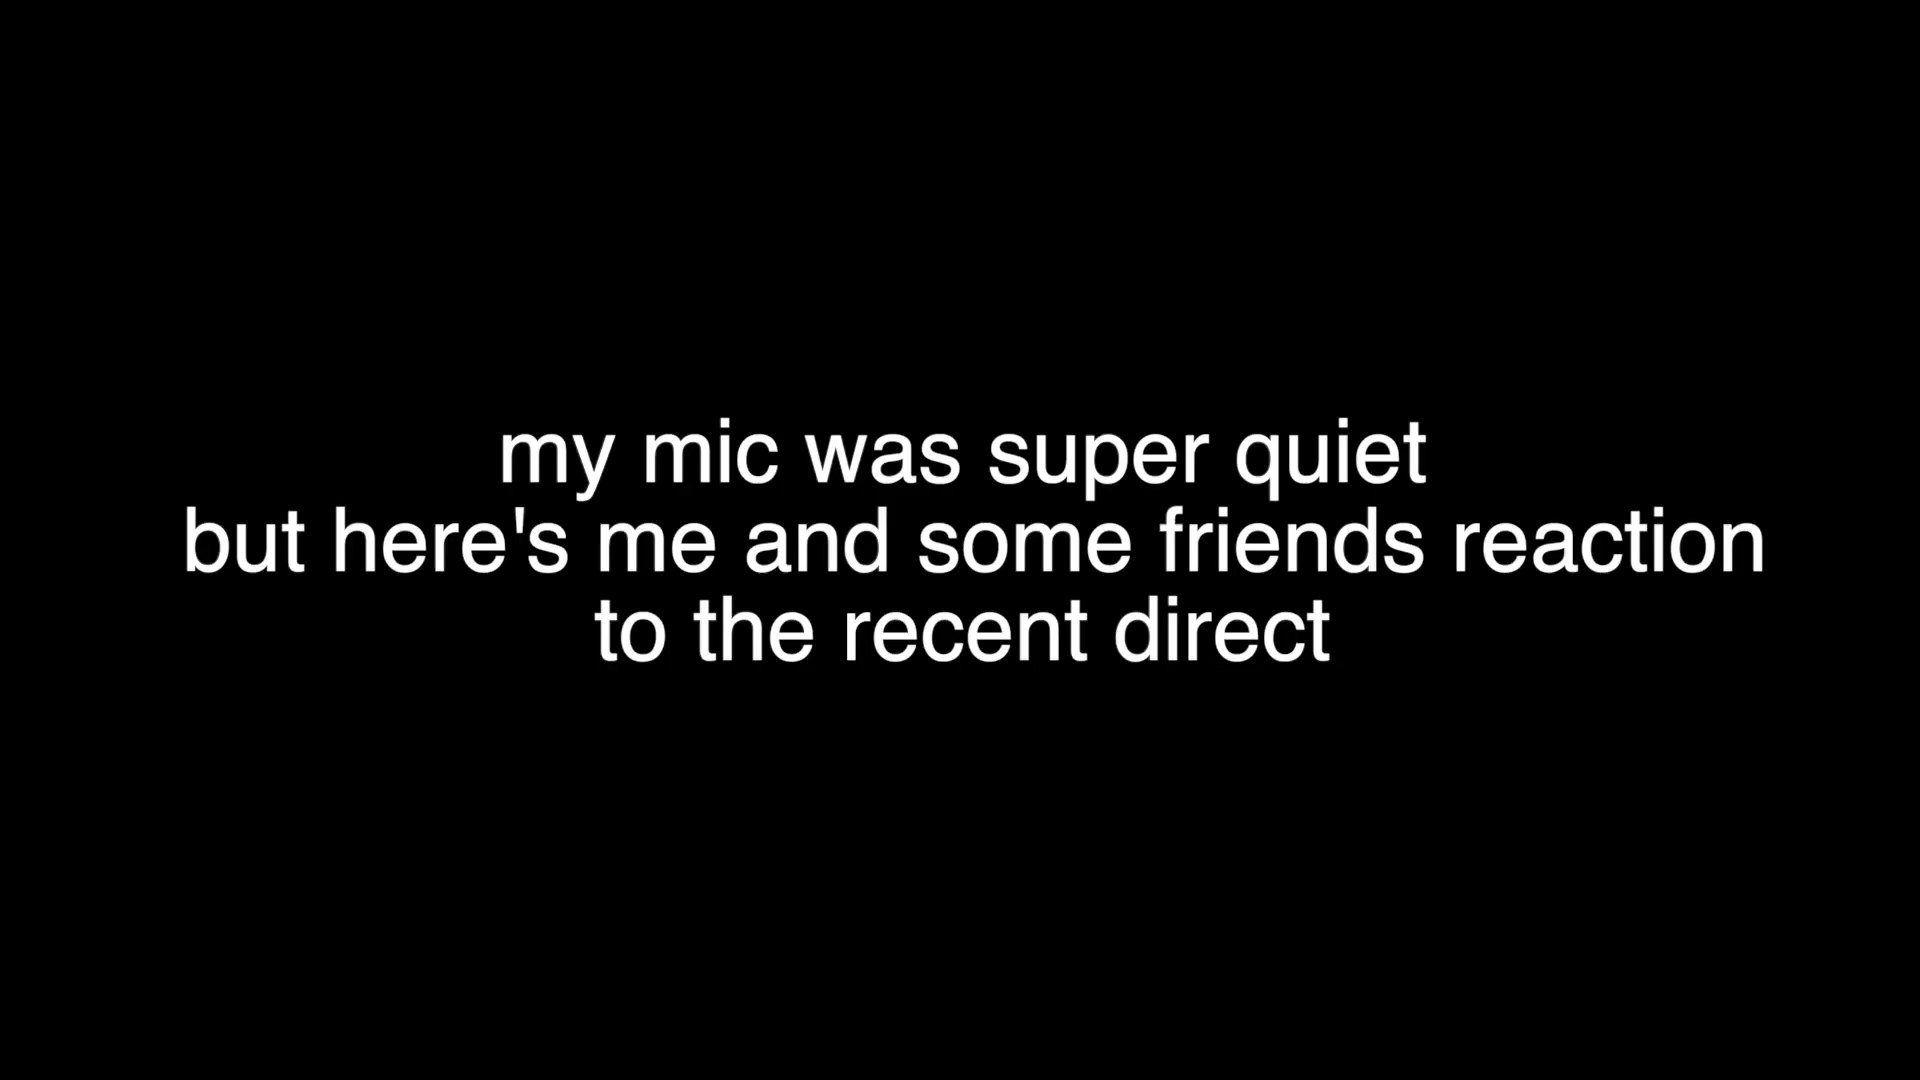 my mic was super quiet
but here's me and some friends reaction
to the recent direct